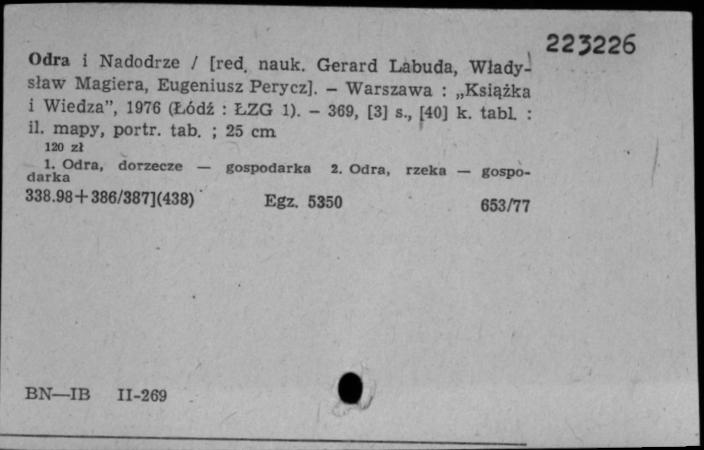 223226
Odra i Nadodrze / [red. nauk. Gerard Labuda, Włady-
sław Magiera, Eugeniusz Perycz]. – Warszawa : „Książka
i Wiedza”, 1976 (Łódź : ŁZG 1). – 369, [3] s., [40] k. tabl. :
il. mapy, portr. tab. ; 25 cm
120 zł
1. Odra, dorzecze — gospodarka 2. Odra, rzeka — gospo-
darka
338.98+386/387](438) Egz. 5350 653/77
BN—IB II-269